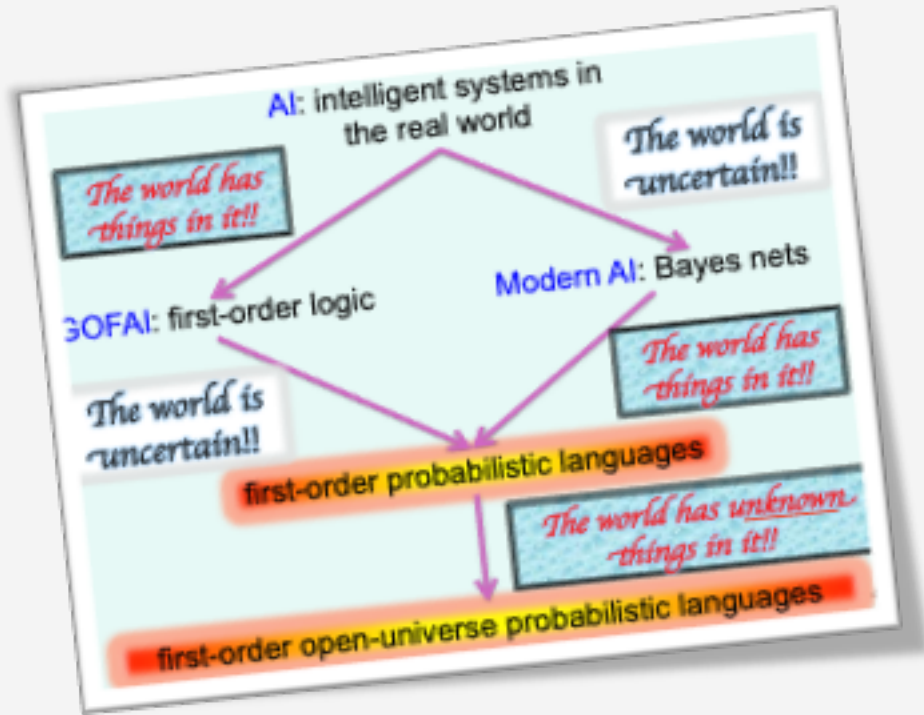 AI: intelligent systems in
the real world
The world has
things in it!!
The world is
uncertain!!
GOFAI: first-order logic
Modern AI: Bayes nets
The world is
uncertain!!
The world has
things in it!!
first-order probabilistic languages
The world has unknown
things in it!!
first-order open-universe probabilistic languages